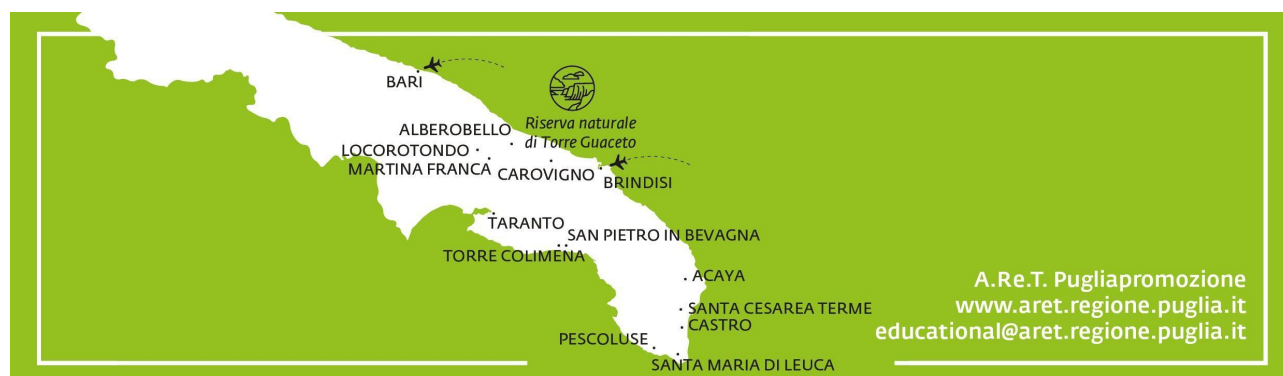 BARI
Riserva naturale
di Torre Guaceto
ALBEROBELLO
LOCOROTONDO
MARTINA FRANCA
CAROVIGNO
BRINDISI
TARANTO
SAN PIETRO IN BEVAGNA
TORRE COLIMENA
ACAYA
SANTA CESAREA TERME
CASTRO
PESCOLUSE
SANTA MARIA DI LEUCA
A.Re.T. Pugliapromozione
www.aret.regione.puglia.it
educational@aret.regione.puglia.it